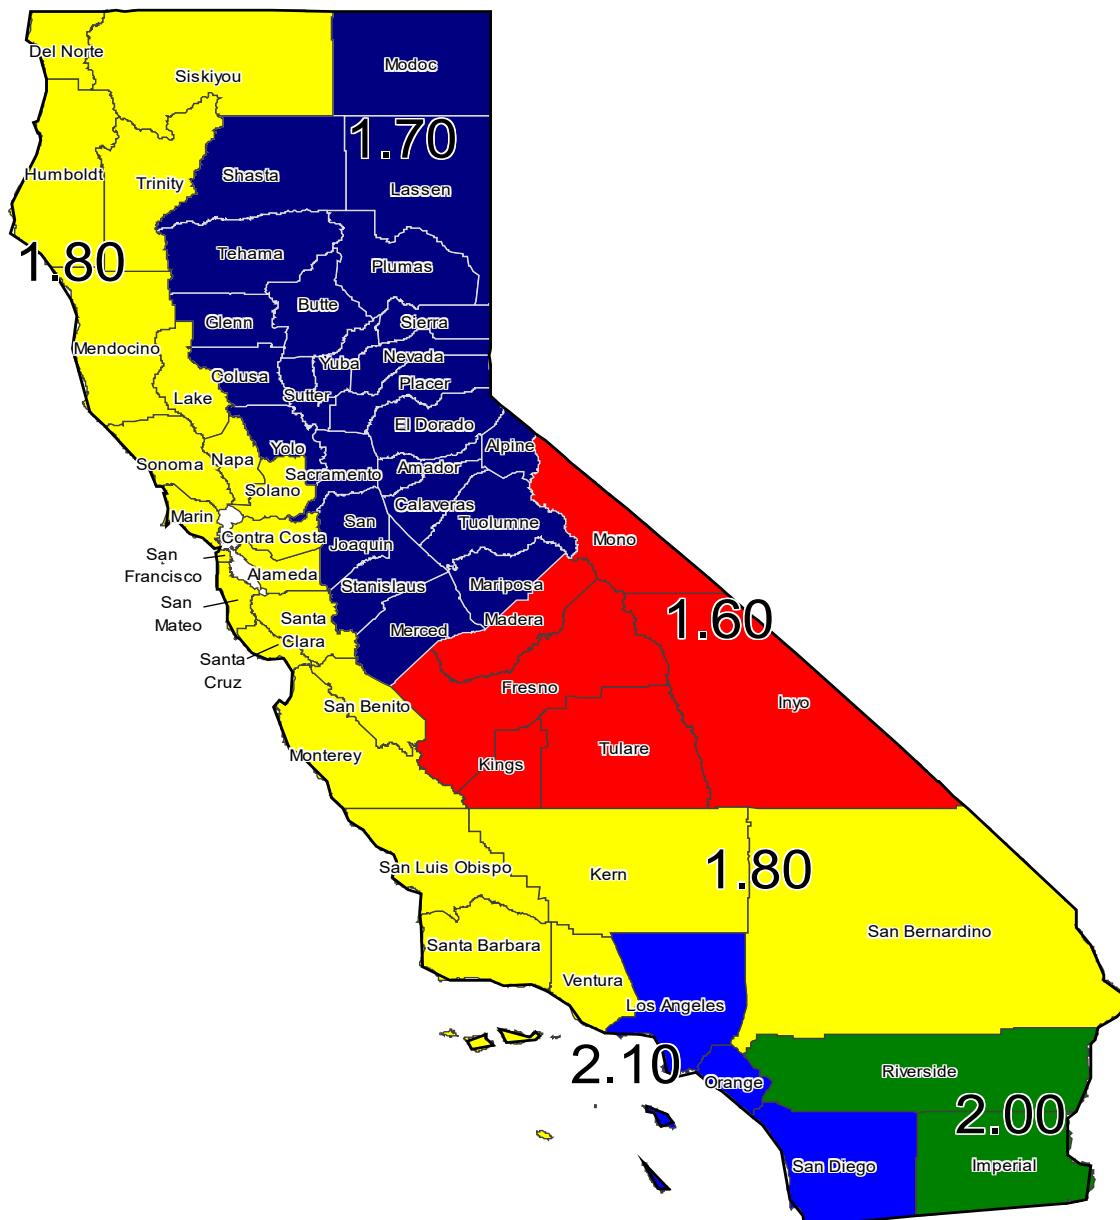 Del Norte
Siskiyou
Modoc
1.70
Humboldt
Trinity
Shasta
Lassen
1.80
Tehama
Plumas
Butte
Glenn
Sierra
Mendocino
Yuba
Nevada
Colusa
Placer
Lake
Sutter
El Dorado
Alpine
Yolo
Sonoma
Napa
Sacramento
Amador
Solano
Calaveras
Marin
San
Joaquin
Tuolumne
Contra Costa
Mono
San
Francisco
Alameda
Stanislaus
Mariposa
San
Mateo
Santa
Clara
Merced
Madera
1.60
Santa
Cruz
Fresno
Inyo
San Benito
Monterey
Kings
Tulare
San Luis Obispo
Kern
1.80
San Bernardino
Santa Barbara
Ventura
Los Angeles
2.10
Orange
Riverside
2.00
San Diego
Imperial